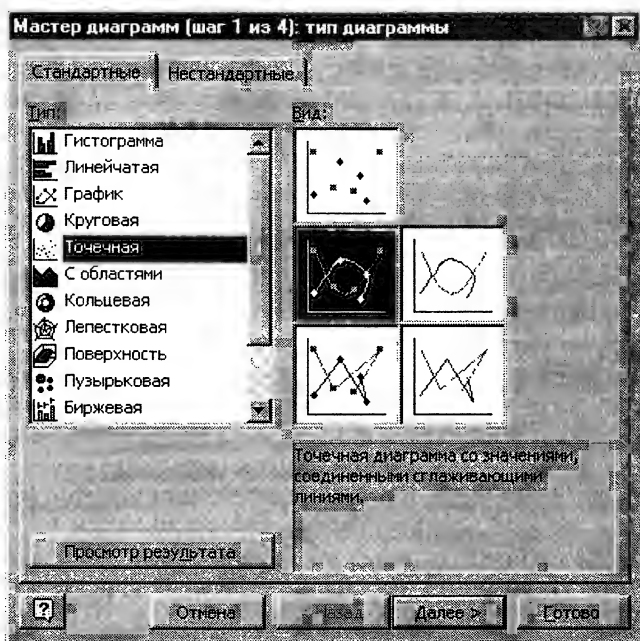 Мастер диаграмм (шаг 1 из 4): тип диаграммы
Стандартные Нестандартные
Тип:
Вид:
Гистограмма
Линейчатая
График
Круговая
Точечная
С областями
Кольцевая
Лепестковая
Поверхность
Пузырьковая
Биржевая
Точечная диаграмма со значениями,
соединенными сглаживающими
линиями.
Просмотр результата
Отмена < Назад Далее > Готово